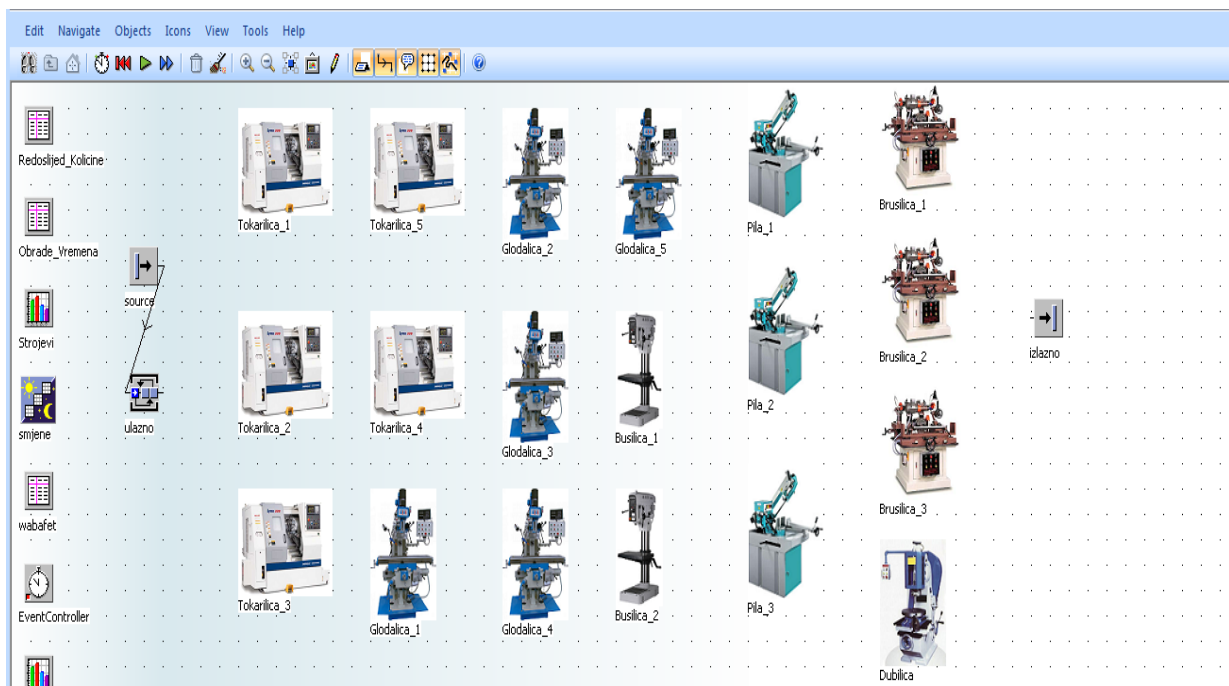 Edit Navigate Objects Icons View Tools Help
Redoslijed_Kolicine
Obrade_Vremena
source
Strojevi
smjene
ulazno
wabafet
EventController
Tokarilica_1
Tokarilica_5
Glodalica_2
Glodalica_5
Pila_1
Brusilica_1
Tokarilica_2
Tokarilica_4
Glodalica_3
Busilica_1
Pila_2
Brusilica_2
izlazno
Tokarilica_3
Glodalica_1
Glodalica_4
Busilica_2
Pila_3
Brusilica_3
Dubilica